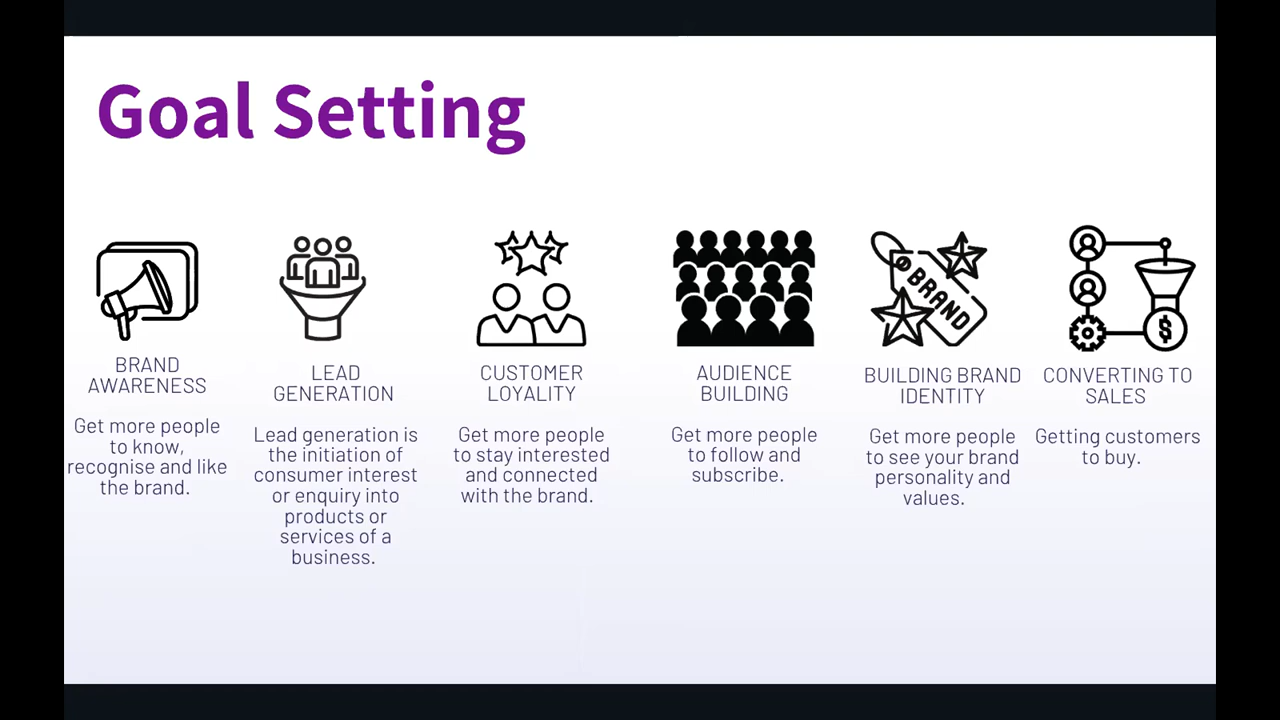 Goal Setting
BRAND
AWARENESS
Get more people
to know,
recognise and like
the brand.
LEAD
GENERATION
Lead generation is
the initiation of
consumer interest
or enquiry into
products or
services of a
business.
CUSTOMER
LOYALITY
Get more people
to stay interested
and connected
with the brand.
AUDIENCE
BUILDING
Get more people
to follow and
subscribe.
BRAND
BUILDING BRAND
IDENTITY
Get more people
to see your brand
personality and
values.
$
CONVERTING TO
SALES
Getting customers
to buy.